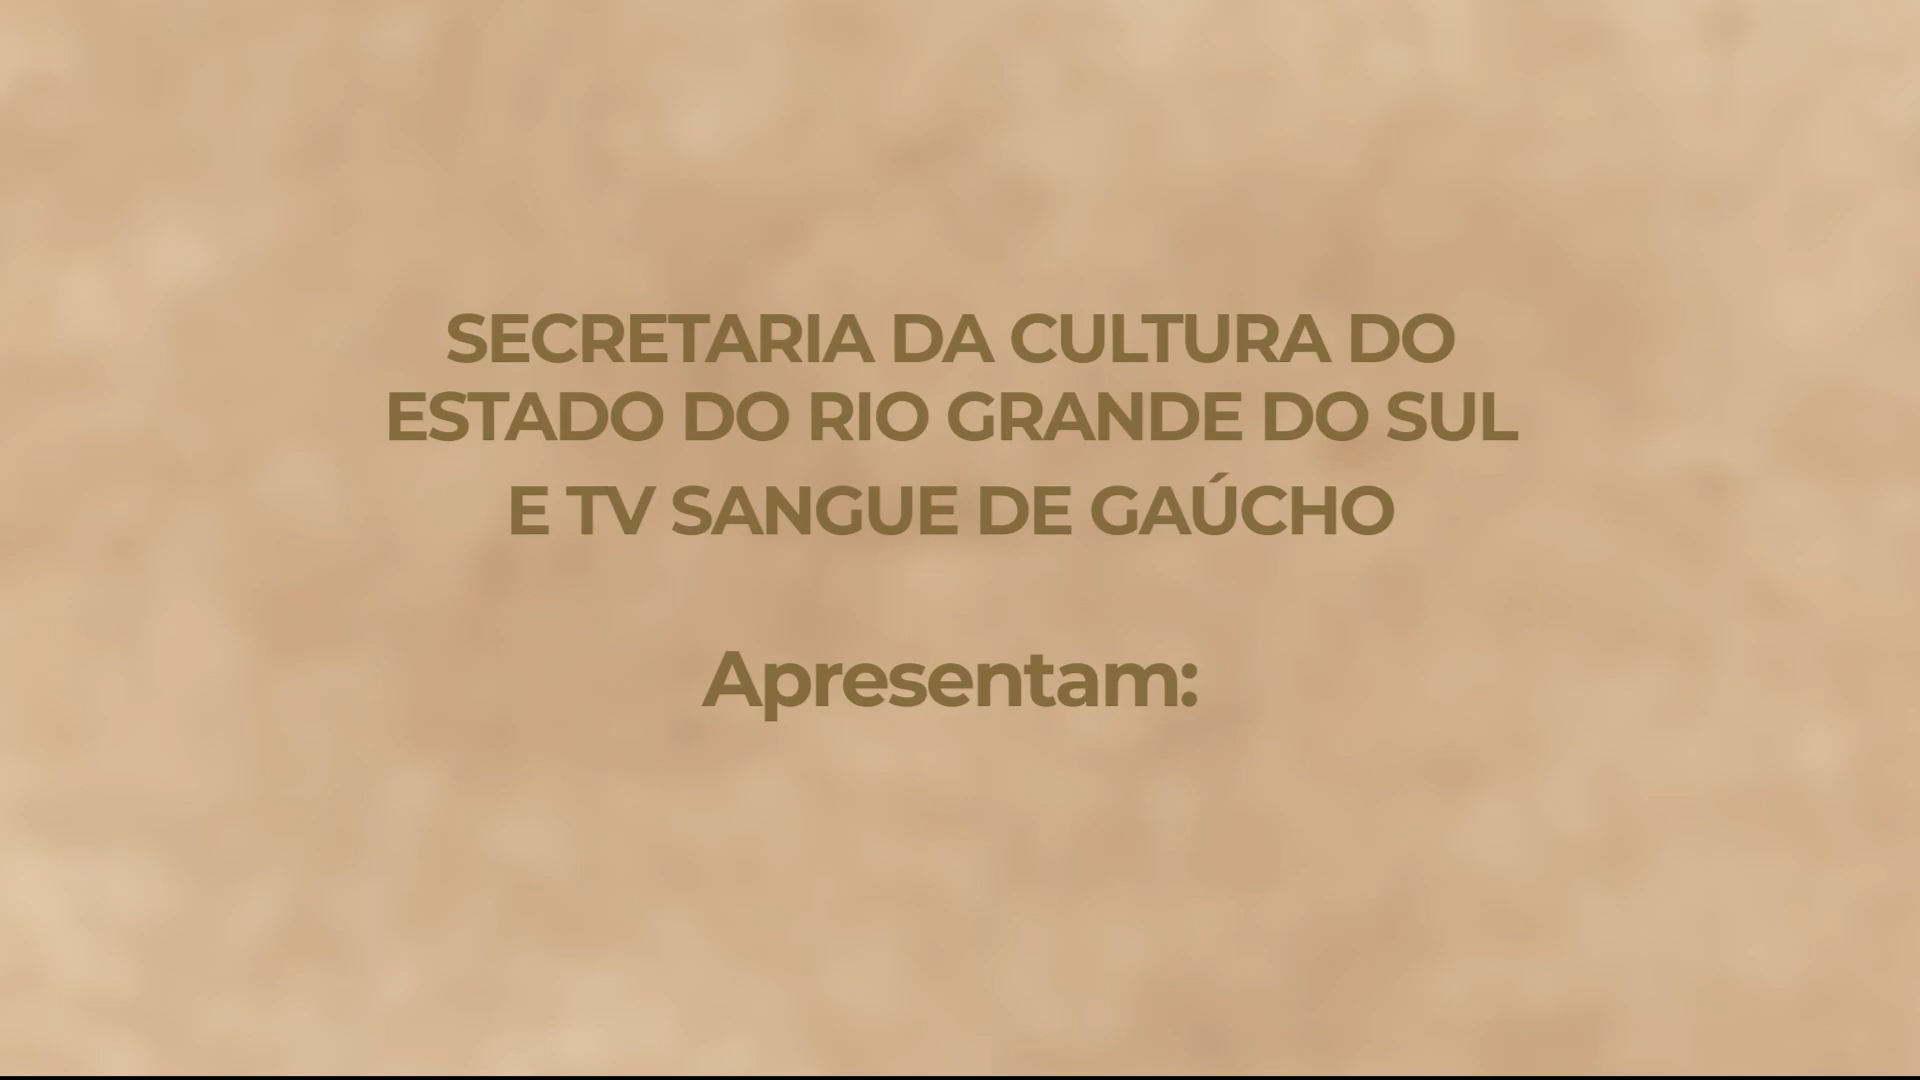 SECRETARIA DA CULTURA DO
ESTADO DO RIO GRANDE DO SUL
E TV SANGUE DE GAÚCHO
Apresentam: